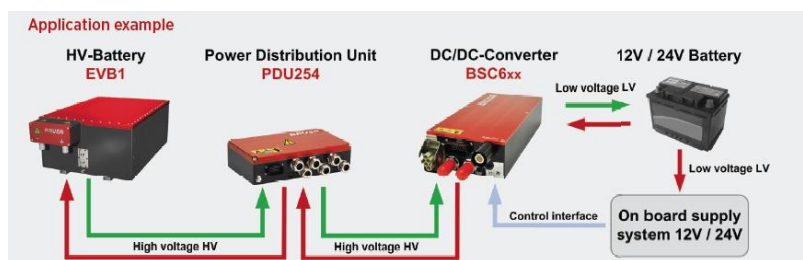 Application example
HV-Battery
EVB1
Power Distribution Unit
PDU254
DC/DC-Converter
BSC6xx
12V / 24V Battery
Low voltage LV
Low voltage LV
High voltage HV
High voltage HV
Control interface
On board supply
system 12V / 24V